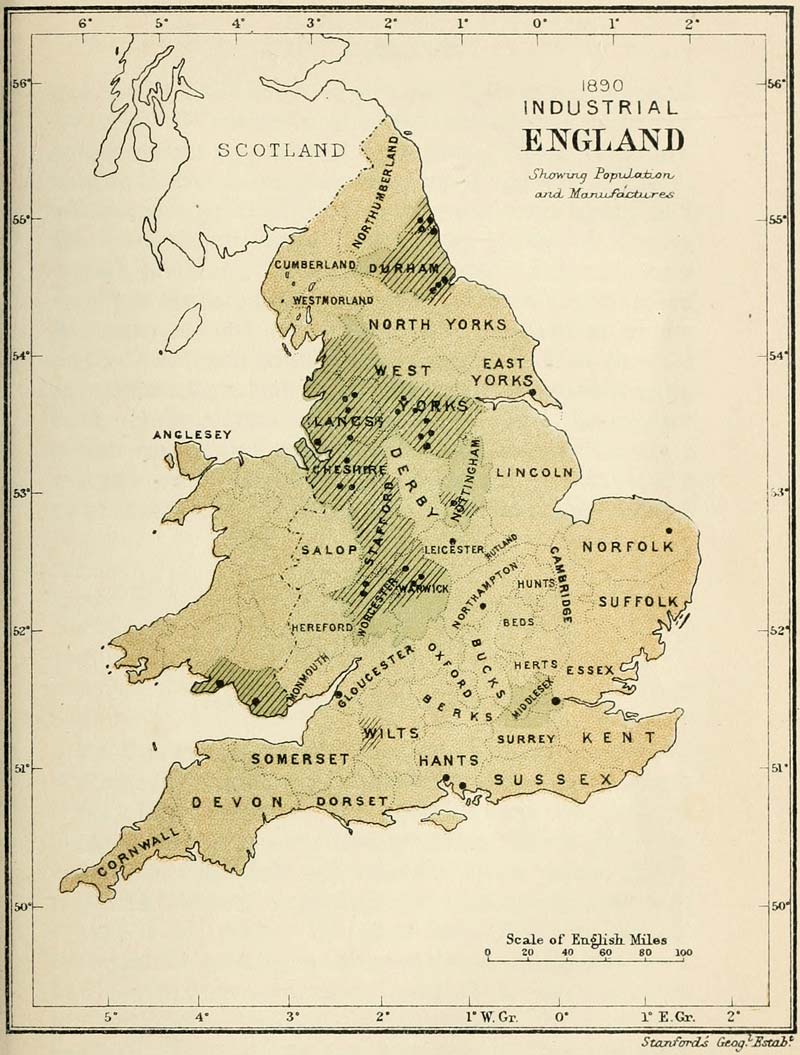 6° 5° 4° 3° 2° 1° 0° 1° 2°
56° 56°
1890
INDUSTRIAL
ENGLAND
Showing Population
and Manufactures
SCOTLAND
NORTHUMBERLAND
55° 55°
CUMBERLAND
DURHAM
WESTMORLAND
NORTH YORKS
54° 54°
WEST
YORKS
EAST
YORKS
LANCS
ANGLESEY
CHESHIRE
DERBY
NOTTINGHAM
LINCOLN
53° 53°
STAFFORD
SALOP
LEICESTER
RUTLAND
NORFOLK
CAMBRIDGE
HUNTS
NORTHAMPTON
WARWICK
WORCESTER
SUFFOLK
52° 52°
HEREFORD
BEDS
MONMOUTH
GLOUCESTER
OXFORD
BUCKS
HERTS
ESSEX
MIDDLESEX
BERKS
WILTS
SURREY
KENT
51° 51°
SOMERSET
HANTS
SUSSEX
DEVON
DORSET
CORNWALL
50° 50°
Scale of English Miles
0 20 40 60 80 100
5° 4° 3° 2° 1° W. Gr. 0° 1° E. Gr. 2°
Stanford's Geog.l Estab.t